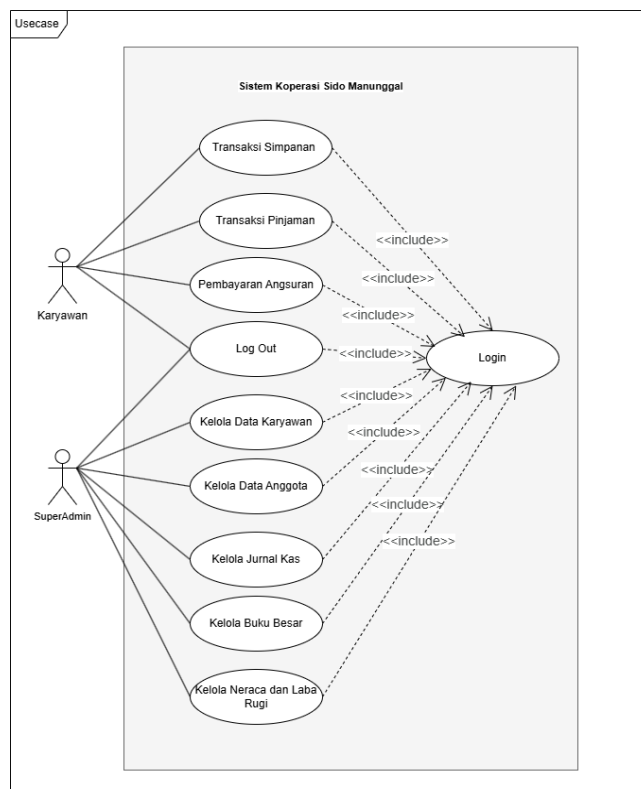 Usecase
Sistem Koperasi Sido Manunggal
Transaksi Simpanan
<<include>>
Transaksi Pinjaman
<<include>>
Karyawan
Pembayaran Angsuran
<<include>>
Log Out
<<include>>
Login
Kelola Data Karyawan
<<include>>
SuperAdmin
Kelola Data Anggota
<<include>>
<<include>>
Kelola Jurnal Kas
<<include>>
Kelola Buku Besar
<<include>>
Kelola Neraca dan Laba
Rugi